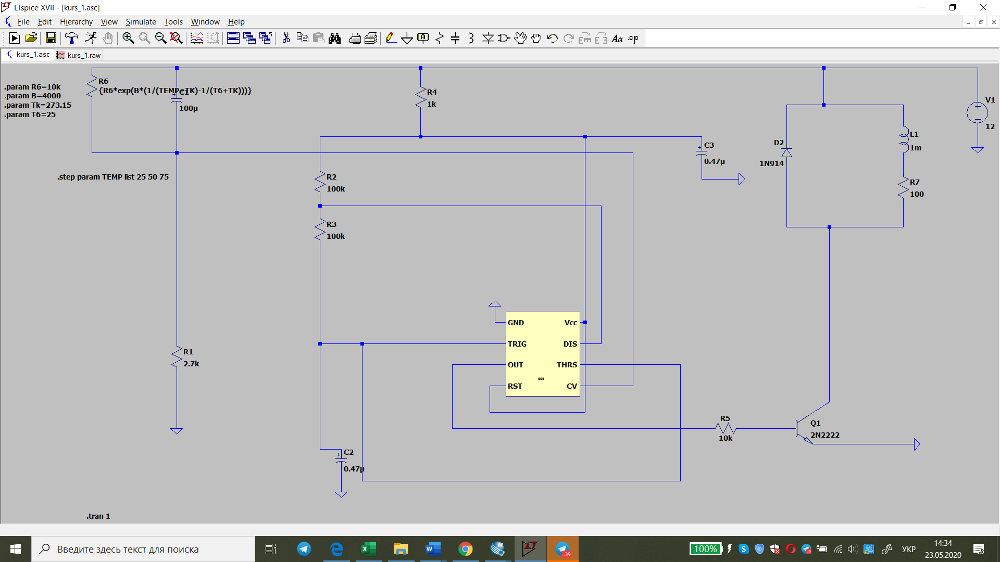 LTspice XVII - [kurs_1.asc]
File Edit Hierarchy View Simulate Tools Window Help
kurs_1.asc kurs_1.raw
.param R6=10k
.param B=4000
.param Tk=273.15
.param T6=25
R6
{R6*exp(B*(1/(TEMP+TK)-1/(T6+TK)))}
C1
100µ
R4
1k
V1
12
D2
1N914
L1
1m
C3
0.47µ
R7
100
.step param TEMP list 25 50 75
R2
100k
R3
100k
GND Vcc
TRIG DIS
OUT THRS
555
RST CV
R1
2.7k
R5
10k
Q1
2N2222
C2
0.47µ
.tran 1
Введите здесь текст для поиска
..39
100%
УКР
14:34
23.05.2020